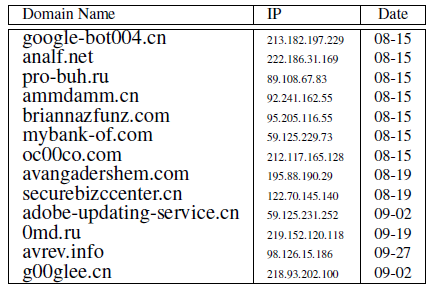 Domain Name IP Date
google-bot004.cn 213.182.197.229 08-15
analf.net 222.186.31.169 08-15
pro-buh.ru 89.108.67.83 08-15
ammdamm.cn 92.241.162.55 08-15
briannazfunz.com 95.205.116.55 08-15
mybank-of.com 59.125.229.73 08-15
oc00co.com 212.117.165.128 08-15
avangadershem.com 195.88.190.29 08-19
securebizccenter.cn 122.70.145.140 08-19
adobe-updating-service.cn 59.125.231.252 09-02
0md.ru 219.152.120.118 09-19
avrev.info 98.126.15.186 09-27
g00glee.cn 218.93.202.100 09-02